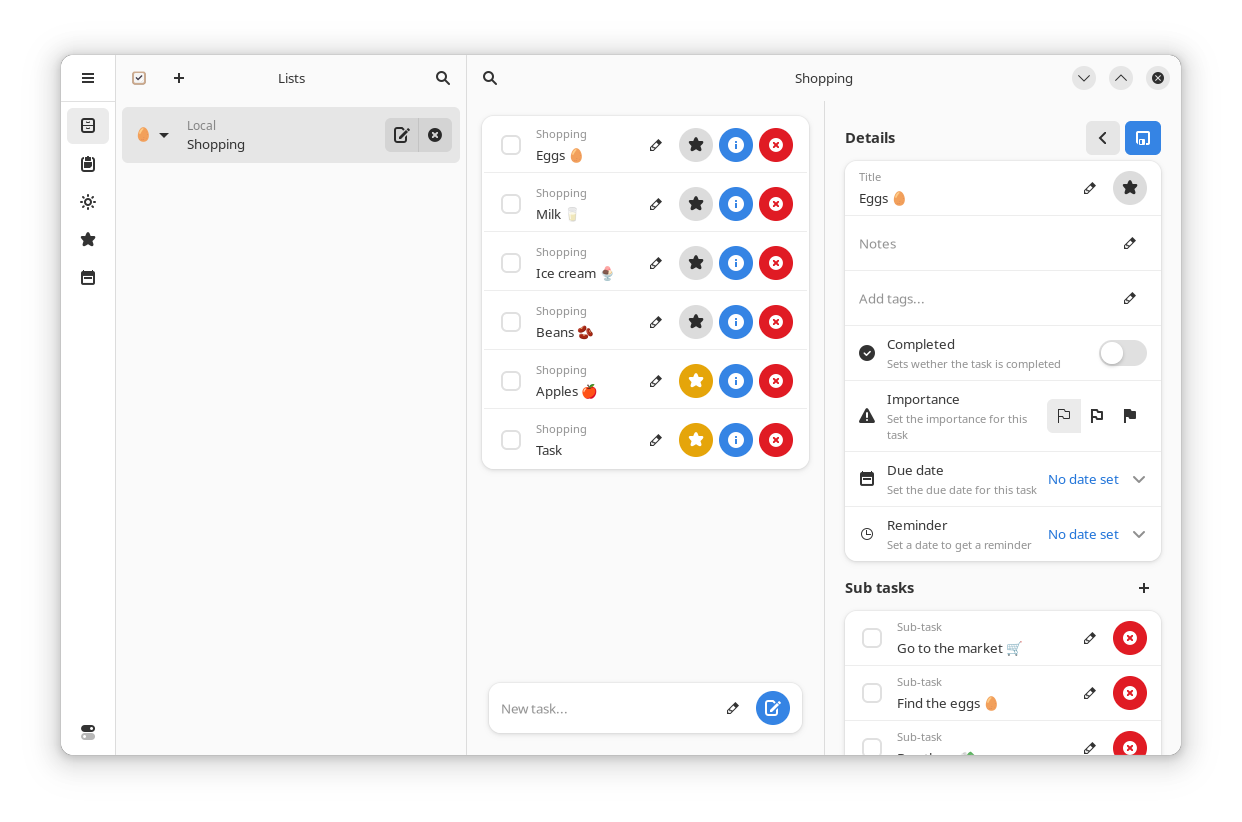 Lists
Shopping
Local
Shopping
Shopping
Eggs 🥚
Shopping
Milk 🥛
Shopping
Ice cream 🍨
Shopping
Beans 🫘
Shopping
Apples 🍎
Shopping
Task
New task...
Details
Title
Eggs 🥚
Notes
Add tags...
Completed
Sets wether the task is completed
Importance
Set the importance for this
task
Due date
Set the due date for this task
No date set
Reminder
Set a date to get a reminder
No date set
Sub tasks
Sub-task
Go to the market 🛒
Sub-task
Find the eggs 🥚
Sub-task